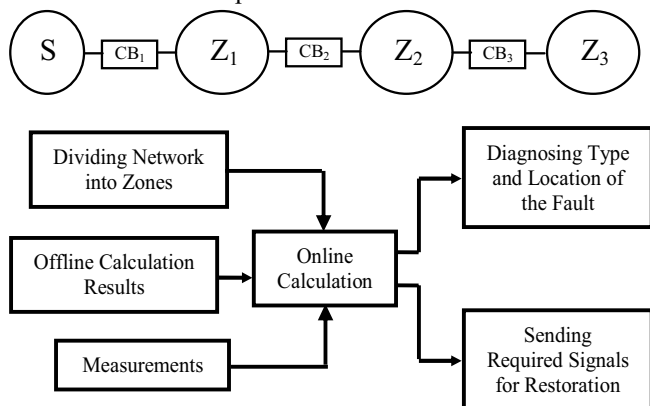 S CB₁ Z₁ CB₂ Z₂ CB₃ Z₃
Dividing Network
into Zones
Offline Calculation
Results
Measurements
Online
Calculation
Diagnosing Type
and Location of
the Fault
Sending
Required Signals
for Restoration